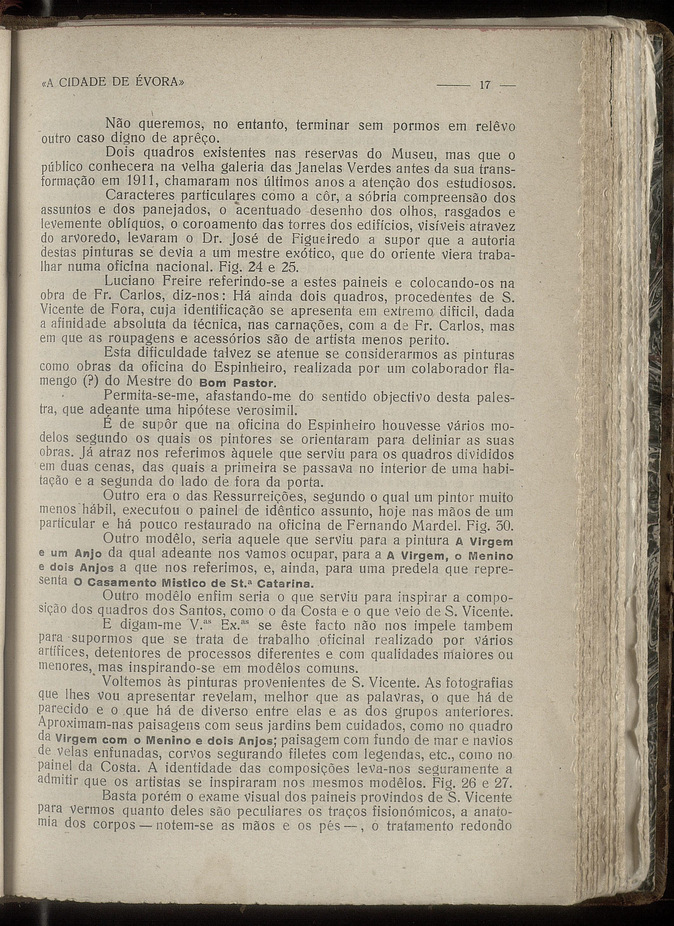 «A CIDADE DE ÉVORA» 17 —
Não queremos, no entanto, terminar sem pormos em relêvo
outro caso digno de aprêço.
Dois quadros existentes nas reservas do Museu, mas que o
público conhecera na velha galeria das Janelas Verdes antes da sua trans-
formação em 1911, chamaram nos últimos anos a atenção dos estudiosos.
Caracteres particulares como a côr, a sóbria compreensão dos
assuntos e dos panejados, o acentuado desenho dos olhos, rasgados e
levemente oblíquos, o coroamento das torres dos edifícios, visíveis atravez
do arvoredo, levaram o Dr. José de Figueiredo a supor que a autoria
destas pinturas se devia a um mestre exótico, que do oriente viera traba-
lhar numa oficina nacional. Fig. 24 e 25.
Luciano Freire referindo-se a estes paineis e colocando-os na
obra de Fr. Carlos, diz-nos: Há ainda dois quadros, procedentes de S.
Vicente de Fora, cuja identificação se apresenta em extremo difícil, dada
a afinidade absoluta da técnica, nas carnações, com a de Fr. Carlos, mas
em que as roupagens e acessórios são de artista menos perito.
Esta dificuldade talvez se atenue se considerarmos as pinturas
como obras da oficina do Espinheiro, realizada por um colaborador fla-
mengo (?) do Mestre do Bom Pastor.
Permita-se-me, afastando-me do sentido objectivo desta pales-
tra, que adeante uma hipótese verosimil.
É de supôr que na oficina do Espinheiro houvesse vários mo-
delos segundo os quais os pintores se orientaram para deliniar as suas
obras. Já atraz nos referimos àquele que serviu para os quadros divididos
em duas cenas, das quais a primeira se passava no interior de uma habi-
tação e a segunda do lado de fora da porta.
Outro era o das Ressurreições, segundo o qual um pintor muito
menos hábil, executou o painel de idêntico assunto, hoje nas mãos de um
particular e há pouco restaurado na oficina de Fernando Mardel. Fig. 30.
Outro modêlo, seria aquele que serviu para a pintura A Virgem
e um Anjo da qual adeante nos vamos ocupar, para a A Virgem, o Menino
e dois Anjos a que nos referimos, e, ainda, para uma predela que repre-
senta O Casamento Mistico de St.ª Catarina.
Outro modêlo enfim seria o que serviu para inspirar a compo-
sição dos quadros dos Santos, como o da Costa e o que veio de S. Vicente.
E digam-me V.as Ex.as se êste facto não nos impele tambem
para supormos que se trata de trabalho oficinal realizado por vários
artífices, detentores de processos diferentes e com qualidades maiores ou
menores, mas inspirando-se em modêlos comuns.
Voltemos às pinturas provenientes de S. Vicente. As fotografias
que lhes vou apresentar revelam, melhor que as palavras, o que há de
parecido e o que há de diverso entre elas e as dos grupos anteriores.
Aproximam-nas paisagens com seus jardins bem cuidados, como no quadro
da Virgem com o Menino e dois Anjos; paisagem com fundo de mar e navios
de velas enfunadas, corvos segurando filetes com legendas, etc., como no
painel da Costa. A identidade das composições leva-nos seguramente a
admitir que os artistas se inspiraram nos mesmos modêlos. Fig. 26 e 27.
Basta porém o exame visual dos paineis provindos de S. Vicente
para vermos quanto deles são peculiares os traços fisionómicos, a anato-
mia dos corpos — notem-se as mãos e os pés —, o tratamento redondo